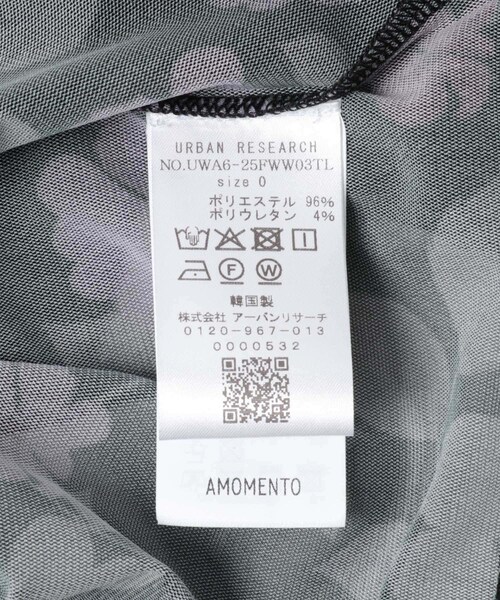 URBAN RESEARCH
NO.UWA6-25FWW03TL
size 0
ポリエステル 96%
ポリウレタン 4%
韓国製
株式会社 アーバンリサーチ
0120-967-013
0000532
AMOMENTO